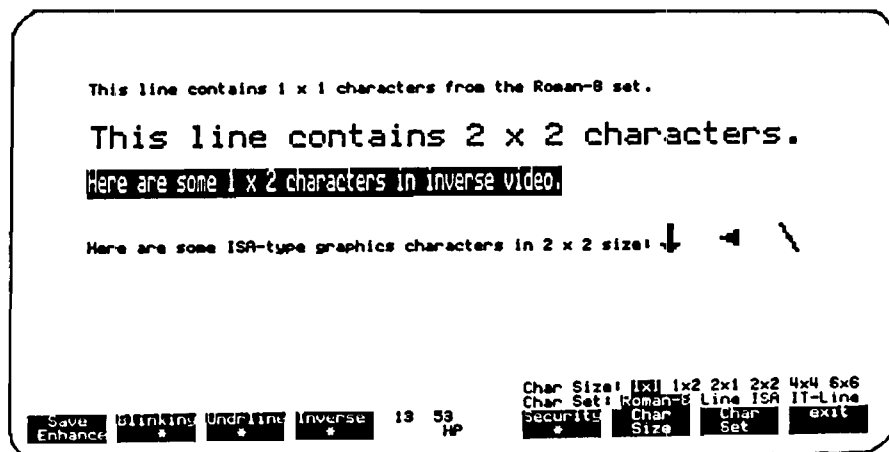 This line contains 1 x 1 characters from the Roman-8 set.
This line contains 2 x 2 characters.
Here are some 1 x 2 characters in inverse video.
Here are some ISA-type graphics characters in 2 x 2 size:
Char Size: 1x1 1x2 2x1 2x2 4x4 6x6
Char Set: Roman-8 Line ISA IT-Line
Save Blinking Undrline Inverse 13 53 Security Char Char exit
Enhance * * * HP * Size Set